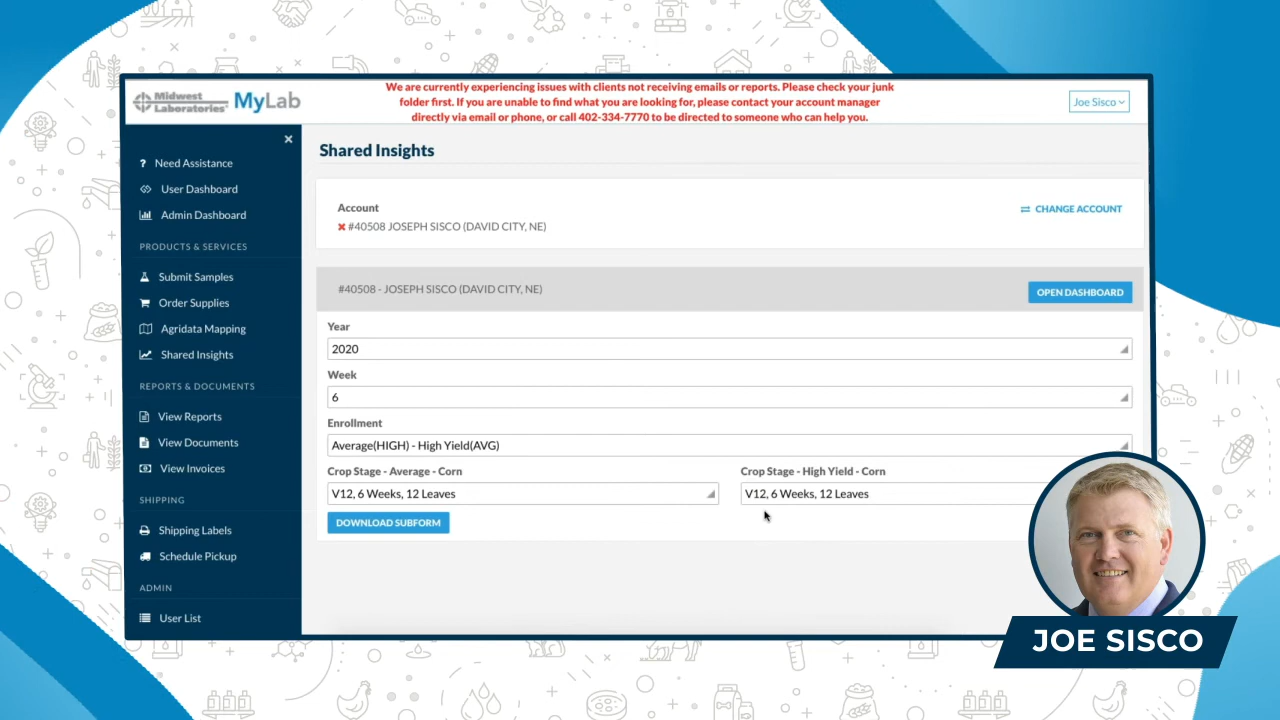 Midwest
Laboratories
MyLab
We are currently experiencing issues with clients not receiving emails or reports. Please check your junk
folder first. If you are unable to find what you are looking for, please contact your account manager
directly via email or phone, or call 402-334-7770 to be directed to someone who can help you.
Joe Sisco
Need Assistance
User Dashboard
Admin Dashboard
PRODUCTS & SERVICES
Submit Samples
Order Supplies
Agridata Mapping
Shared Insights
REPORTS & DOCUMENTS
View Reports
View Documents
View Invoices
SHIPPING
Shipping Labels
Schedule Pickup
ADMIN
User List
Shared Insights
Account
#40508 JOSEPH SISCO (DAVID CITY, NE)
CHANGE ACCOUNT
#40508 - JOSEPH SISCO (DAVID CITY, NE)
OPEN DASHBOARD
Year
2020
Week
6
Enrollment
Average(HIGH) - High Yield(AVG)
Crop Stage - Average - Corn
V12, 6 Weeks, 12 Leaves
Crop Stage - High Yield - Corn
V12, 6 Weeks, 12 Leaves
DOWNLOAD SUBFORM
JOE SISCO